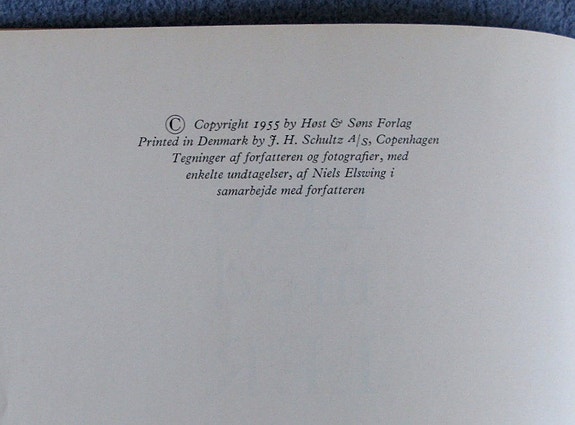 © Copyright 1955 by Høst & Søns Forlag
Printed in Denmark by J. H. Schultz A/S, Copenhagen
Tegninger af forfatteren og fotografier, med
enkelte undtagelser, af Niels Elswing i
samarbejde med forfatteren